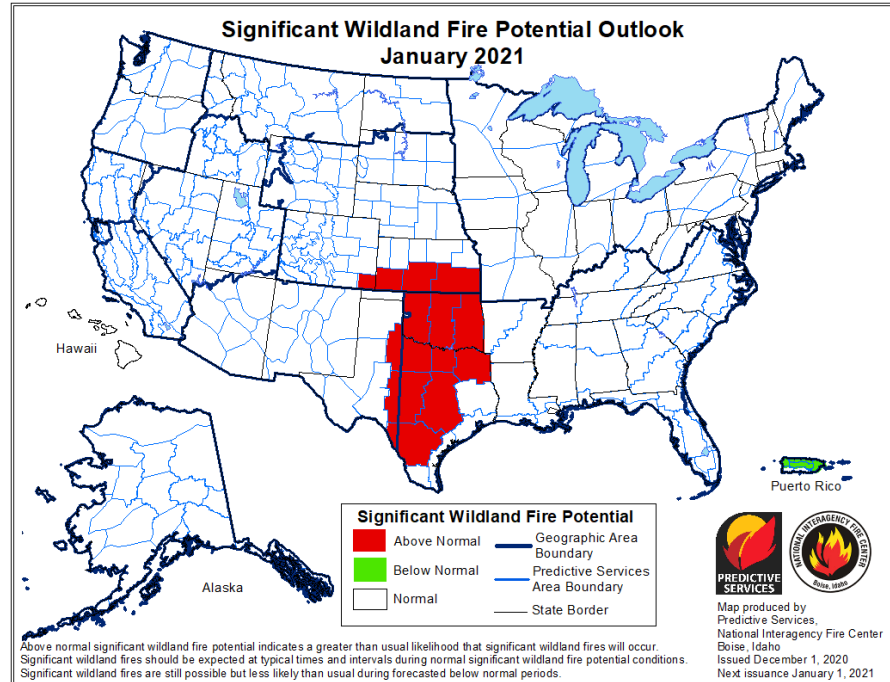 Significant Wildland Fire Potential Outlook
January 2021
Hawaii
Alaska
Puerto Rico
Significant Wildland Fire Potential
Above Normal
Below Normal
Normal
Geographic Area
Boundary
Predictive Services
Area Boundary
State Border
PREDICTIVE
SERVICES
NATIONAL INTERAGENCY FIRE CENTER
Boise, Idaho
Map produced by
Predictive Services,
National Interagency Fire Center
Boise, Idaho
Issued December 1, 2020
Next issuance January 1, 2021
Above normal significant wildland fire potential indicates a greater than usual likelihood that significant wildland fires will occur.
Significant wildland fires should be expected at typical times and intervals during normal significant wildland fire potential conditions.
Significant wildland fires are still possible but less likely than usual during forecasted below normal periods.